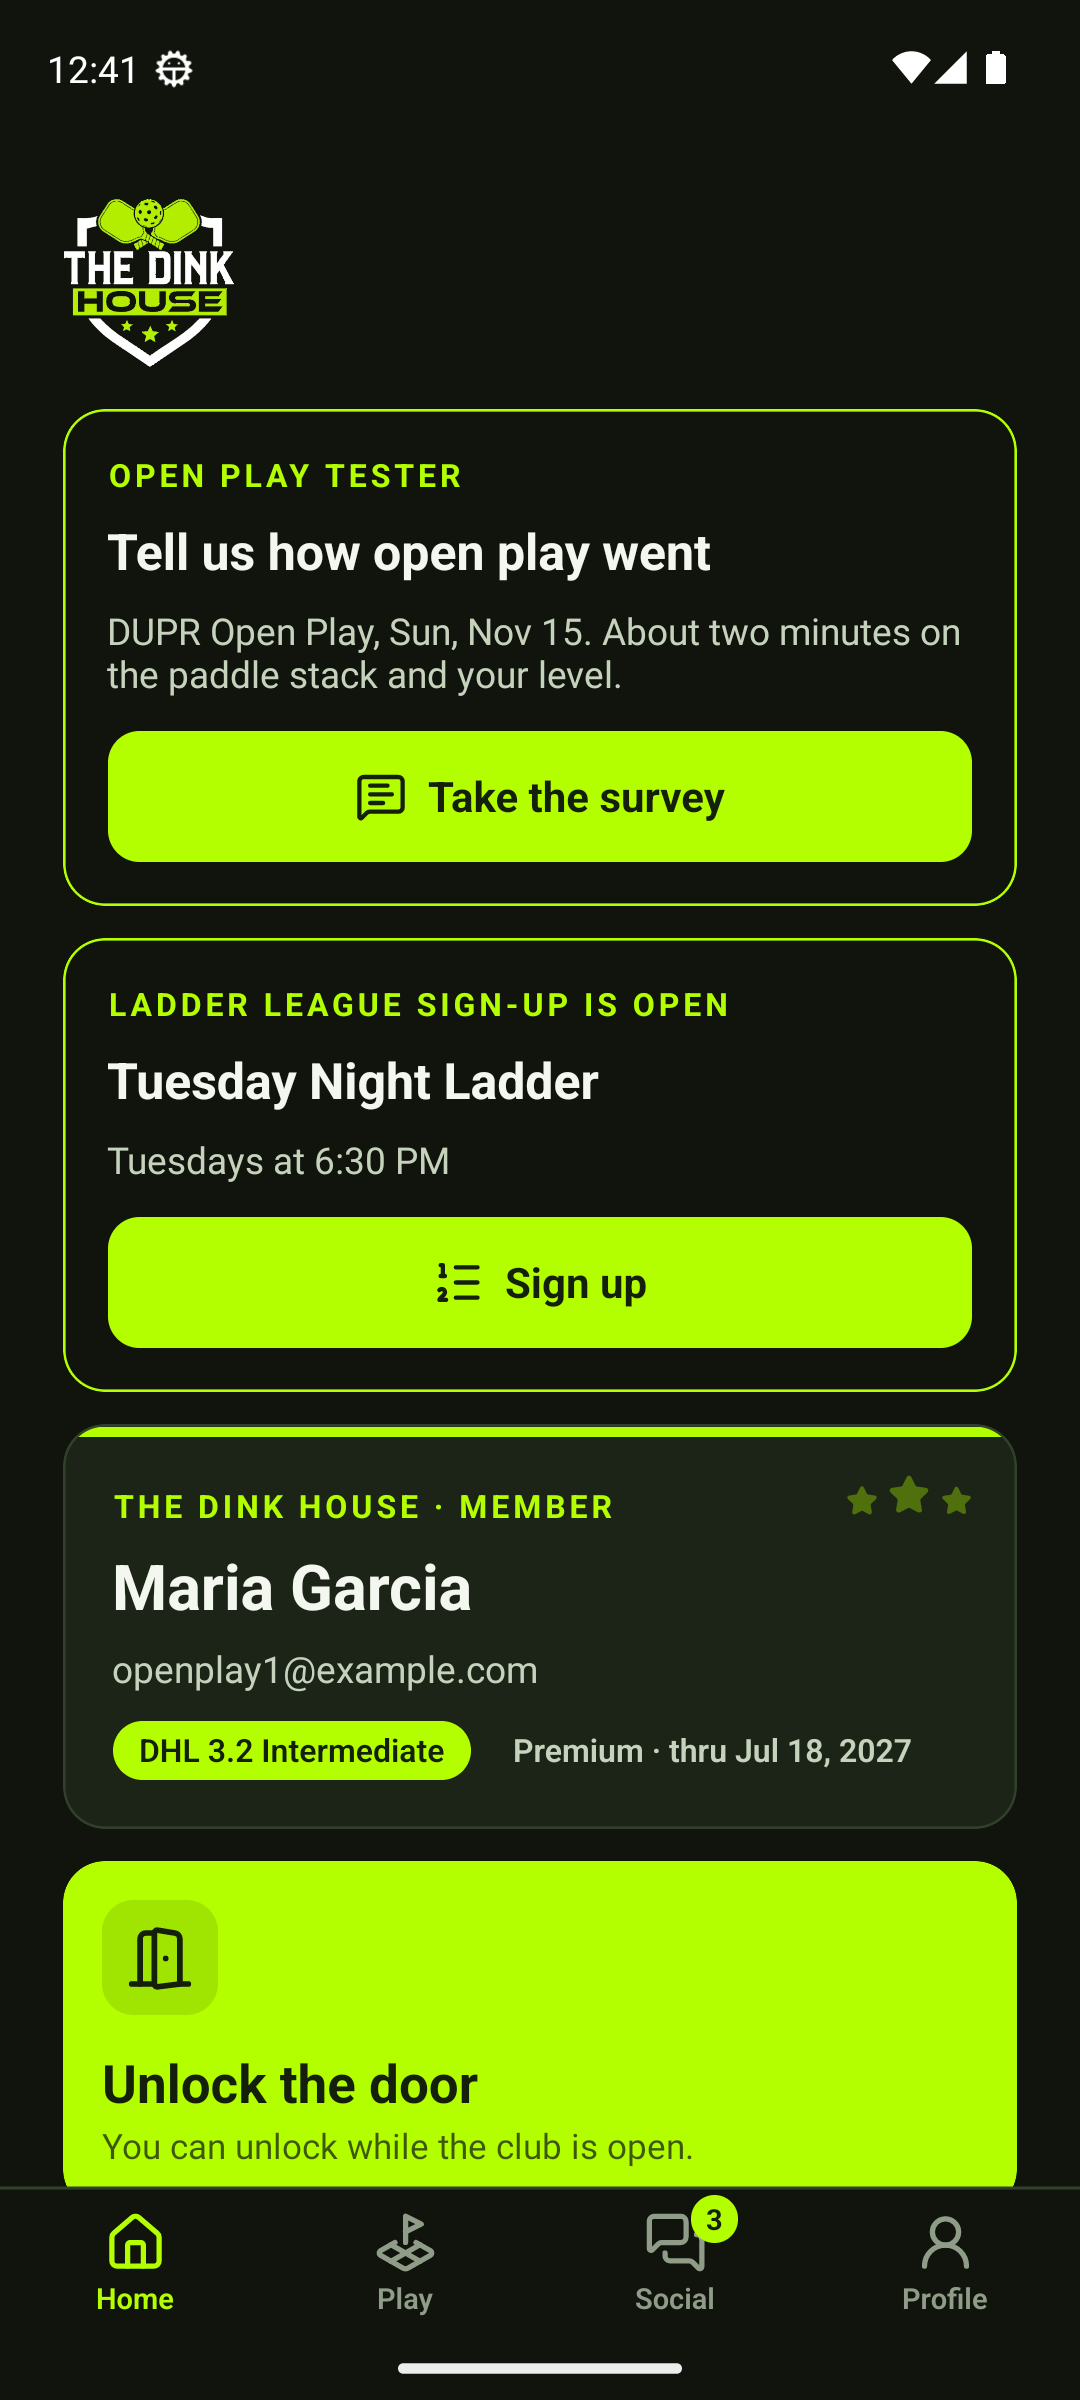 12:41
THE DINK
HOUSE
OPEN PLAY TESTER
Tell us how open play went
DUPR Open Play, Sun, Nov 15. About two minutes on
the paddle stack and your level.
Take the survey
LADDER LEAGUE SIGN-UP IS OPEN
Tuesday Night Ladder
Tuesdays at 6:30 PM
Sign up
THE DINK HOUSE · MEMBER
Maria Garcia
openplay1@example.com
DHL 3.2 Intermediate
Premium · thru Jul 18, 2027
Unlock the door
You can unlock while the club is open.
3
Home
Play
Social
Profile